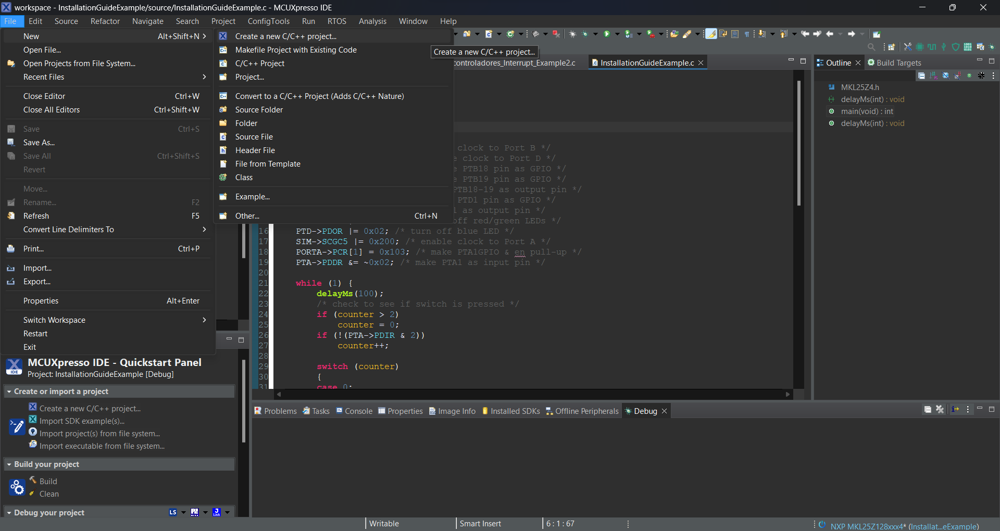 workspace - InstallationGuideExample/source/InstallationGuideExample.c - MCUXpresso IDE
File Edit Source Refactor Navigate Search Project ConfigTools Run RTOS Analysis Window Help
New Alt+Shift+N
Open File...
Open Projects from File System...
Recent Files
Close Editor Ctrl+W
Close All Editors Ctrl+Shift+W
Save Ctrl+S
Save As...
Save All Ctrl+Shift+S
Revert
Move...
Rename... F2
Refresh F5
Convert Line Delimiters To
Print... Ctrl+P
Import...
Export...
Properties Alt+Enter
Switch Workspace
Restart
Exit
Create a new C/C++ project...
Makefile Project with Existing Code
C/C++ Project
Project...
Convert to a C/C++ Project (Adds C/C++ Nature)
Source Folder
Folder
Source File
Header File
File from Template
Class
Example...
Other... Ctrl+N
Create a new C/C++ project...
controladores_Interrupt_Example2.c InstallationGuideExample.c
clock to Port B */
e clock to Port D */
e PTB18 pin as GPIO */
e PTB19 pin as GPIO */
PTB18-19 as output pin */
PTD1 pin as GPIO */
1 as output pin */
off red/green LEDs */
16 PTD->PDOR |= 0x02; /* turn off blue LED */
17 SIM->SCGC5 |= 0x200; /* enable clock to Port A */
18 PORTA->PCR[1] = 0x103; /* make PTA1GPIO & en pull-up */
19 PTA->PDDR &= ~0x02; /* make PTA1 as input pin */
20
21 while (1) {
22 delayMs(100);
23 /* check to see if switch is pressed */
24 if (counter > 2)
25 counter = 0;
26 if (!(PTA->PDIR & 2))
27 counter++;
28
29 switch (counter)
30 {
31 case 0:
Outline Build Targets
MKL25Z4.h
delayMs(int) : void
main(void) : int
delayMs(int) : void
IDE
MCUXpresso IDE - Quickstart Panel
Project: InstallationGuideExample [Debug]
Create or import a project
Create a new C/C++ project...
Import SDK example(s)...
Import project(s) from file system...
Import executable from file system...
Build your project
Build
Clean
Debug your project LS PE J Link
Problems Tasks Console Properties Image Info Installed SDKs Offline Peripherals Debug
Writable Smart Insert 6 : 1 : 67 NXP MKL25Z128xxx4* (Installat...eExample)